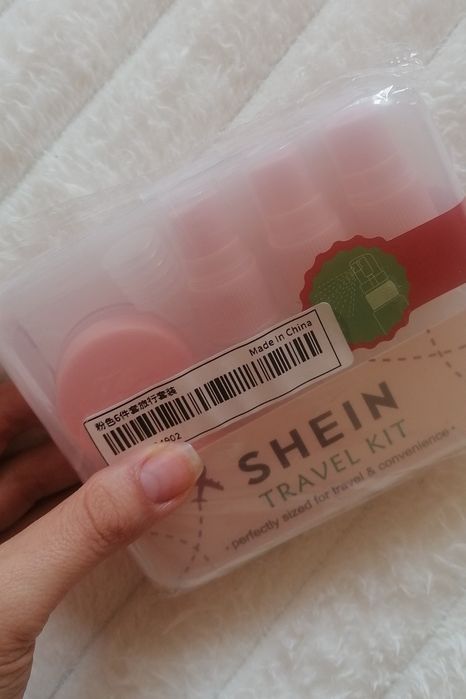 Made in China
粉色6件套旅行套装
SHEIN
TRAVEL KIT
perfectly sized for travel & convenience